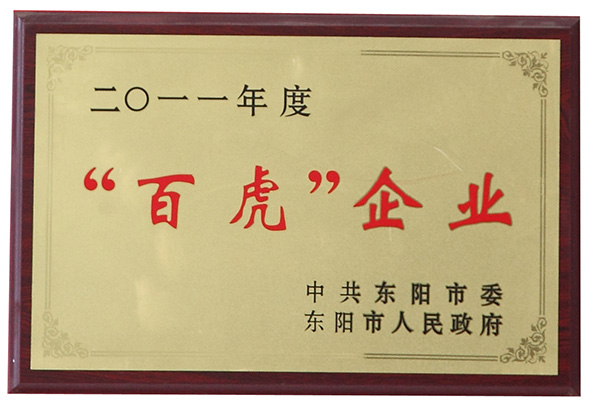 二〇一一年度
“百虎”企业
中共东阳市委
东阳市人民政府